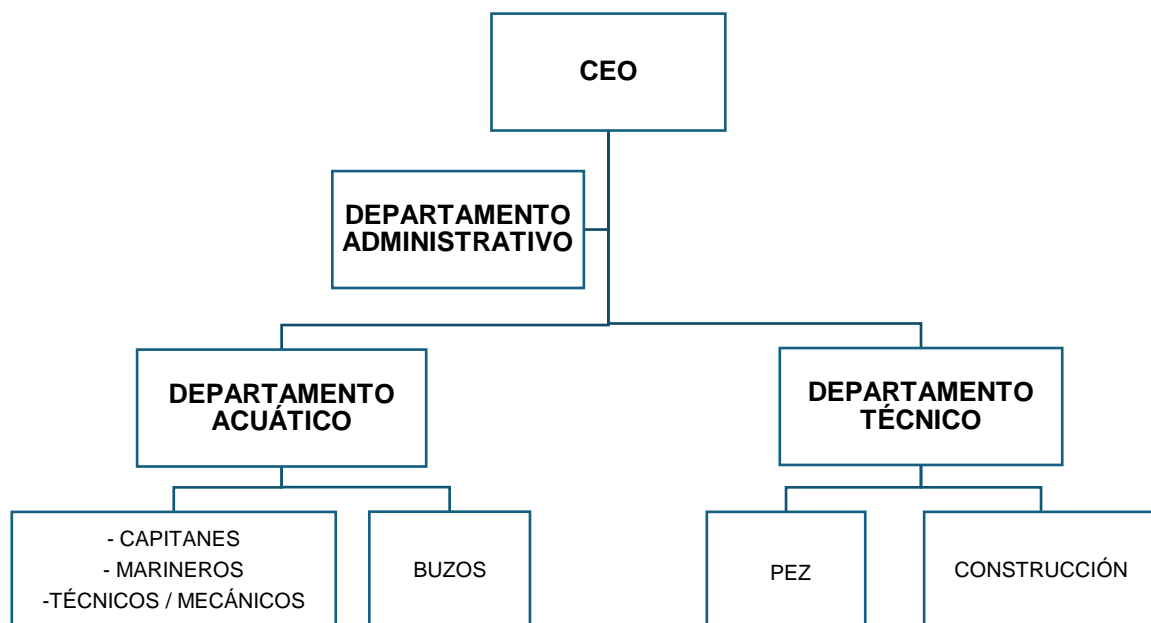 CEO
DEPARTAMENTO
ADMINISTRATIVO
DEPARTAMENTO
ACUÁTICO
DEPARTAMENTO
TÉCNICO
- CAPITANES
- MARINEROS
-TÉCNICOS / MECÁNICOS
BUZOS
PEZ
CONSTRUCCIÓN